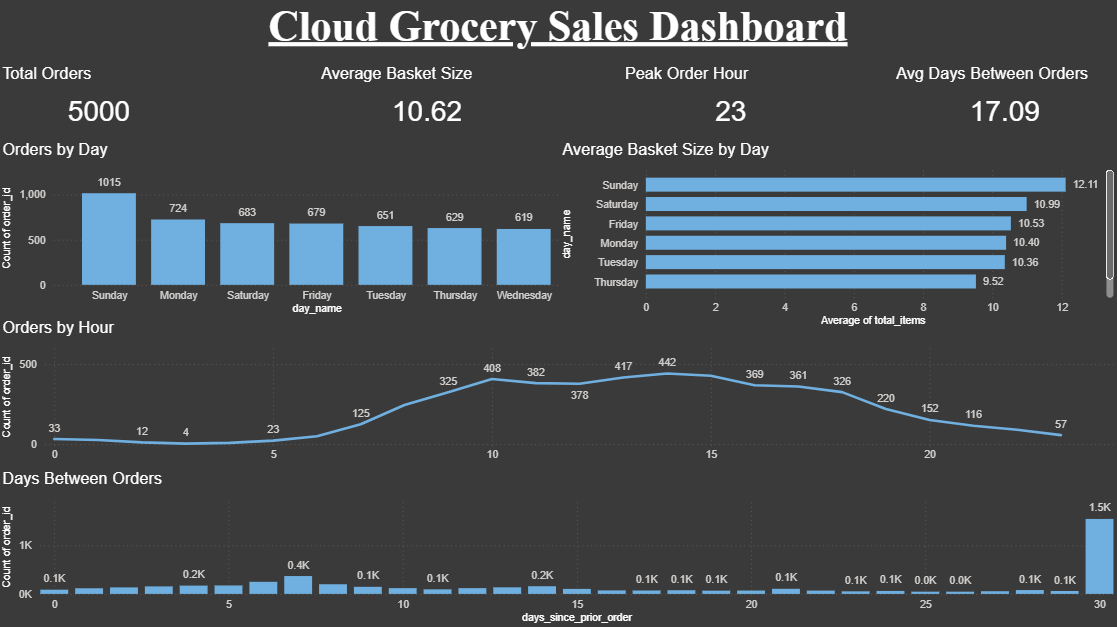 Cloud Grocery Sales Dashboard
Total Orders
5000
Average Basket Size
10.62
Peak Order Hour
23
Avg Days Between Orders
17.09
Orders by Day
Count of order_id
1,000
500
0
1015
724
683
679
651
629
619
Sunday Monday Saturday Friday Tuesday Thursday Wednesday
day_name
Average Basket Size by Day
day_name
Sunday 12.11
Saturday 10.99
Friday 10.53
Monday 10.40
Tuesday 10.36
Thursday 9.52
0 2 4 6 8 10 12
Average of total_items
Orders by Hour
Count of order_id
500
0
33 12 4 23 125 325 408 382 378 417 442 369 361 326 220 152 116 57
0 5 10 15 20
Days Between Orders
Count of order_id
1K
0K
0.1K 0.2K 0.4K 0.1K 0.1K 0.2K 0.1K 0.1K 0.1K 0.1K 0.1K 0.1K 0.0K 0.0K 0.1K 0.1K 1.5K
0 5 10 15 20 25 30
days_since_prior_order